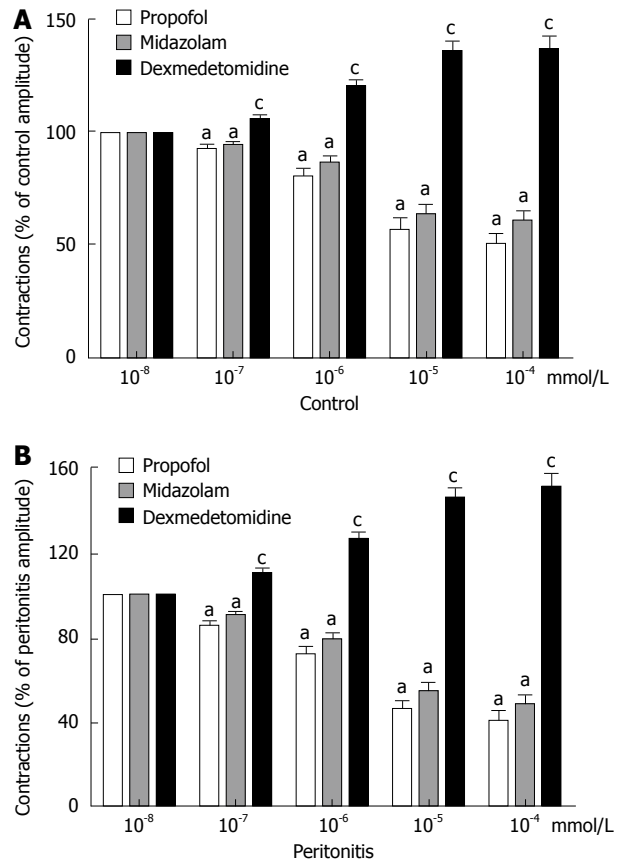 A
Propofol
Midazolam
Dexmedetomidine
Contractions (% of control amplitude)
150
100
50
0
c
a a
c
a a
c
a a
c
a a
10⁻⁸ 10⁻⁷ 10⁻⁶ 10⁻⁵ 10⁻⁴ mmol/L
Control
B
Propofol
Midazolam
Dexmedetomidine
Contractions (% of peritonitis amplitude)
160
120
80
40
0
c
a a
c
a a
c
a a
c
a a
10⁻⁸ 10⁻⁷ 10⁻⁶ 10⁻⁵ 10⁻⁴ mmol/L
Peritonitis